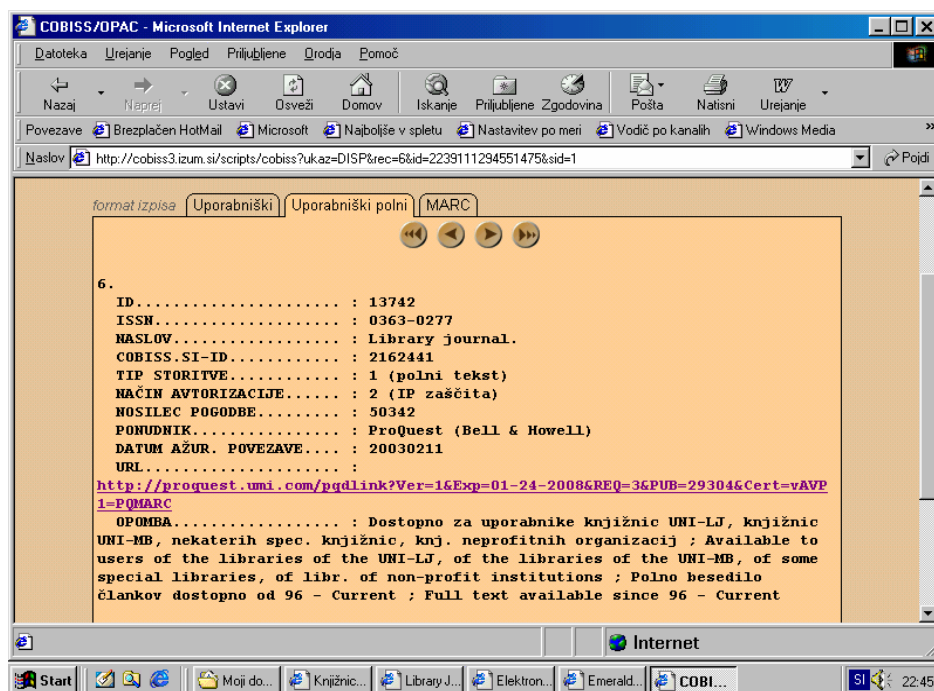 COBISS/OPAC - Microsoft Internet Explorer
Datoteka Urejanje Pogled Priljubljene Orodja Pomoč
Nazaj Naprej Ustavi Osveži Domov Iskanje Priljubljene Zgodovina Pošta Natisni Urejanje
Povezave Brezplačen HotMail Microsoft Najboljše v spletu Nastavitev po meri Vodič po kanalih Windows Media »
Naslov http://cobiss3.izum.si/scripts/cobiss?ukaz=DISP&rec=6&id=2239111294551475&sid=1 Pojdi
format izpisa Uporabniški Uporabniški polni MARC
6.
ID...................... : 13742
ISSN.................... : 0363-0277
NASLOV.................. : Library journal.
COBISS.SI-ID............ : 2162441
TIP STORITVE............ : 1 (polni tekst)
NAČIN AVTORIZACIJE...... : 2 (IP zaščita)
NOSILEC POGODBE......... : 50342
PONUDNIK................ : ProQuest (Bell & Howell)
DATUM AŽUR. POVEZAVE.... : 20030211
URL..................... :
http://proquest.umi.com/pqdlink?Ver=1&Exp=01-24-2008&REQ=3&PUB=29304&Cert=vAVP
1=PQMARC
OPOMBA.................. : Dostopno za uporabnike knjižnic UNI-LJ, knjižnic
UNI-MB, nekaterih spec. knjižnic, knj. neprofitnih organizacij ; Available to
users of the libraries of the UNI-LJ, of the libraries of the UNI-MB, of some
special libraries, of libr. of non-profit institutions ; Polno besedilo
člankov dostopno od 96 - Current ; Full text available since 96 - Current
Internet
Start Moji do... Knjižnic... Library J... Elektron... Emerald... COBI... SI 22:45